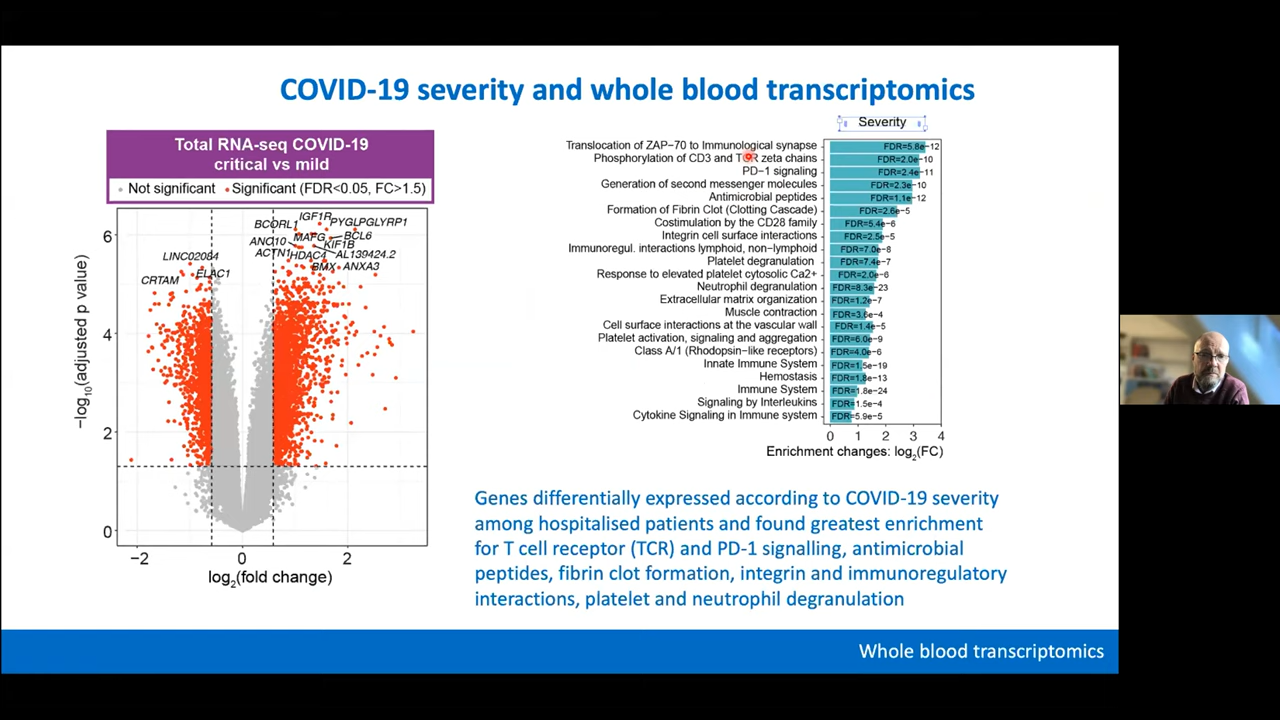 COVID-19 severity and whole blood transcriptomics
Total RNA-seq COVID-19
critical vs mild
Not significant
Significant (FDR<0.05, FC>1.5)
−log10(adjusted p value)
6
4
2
0
−2
0
2
log2(fold change)
IGF1R
BCORL1
PYGLPGLYRP1
ANO10
MAFG
BCL6
KIF1B
ACTN1
HDAC4
AL139424.2
BMX
ANXA3
LINC02084
ELAC1
CRTAM
Severity
Translocation of ZAP−70 to Immunological synapse FDR=5.8e−12
Phosphorylation of CD3 and TCR zeta chains FDR=2.0e−10
PD−1 signaling FDR=2.4e−11
Generation of second messenger molecules FDR=2.3e−10
Antimicrobial peptides FDR=1.1e−12
Formation of Fibrin Clot (Clotting Cascade) FDR=2.6e−5
Costimulation by the CD28 family FDR=5.4e−6
Integrin cell surface interactions FDR=2.5e−5
Immunoregul. interactions lymphoid, non−lymphoid FDR=7.0e−8
Platelet degranulation FDR=7.4e−7
Response to elevated platelet cytosolic Ca2+ FDR=2.0e−6
Neutrophil degranulation FDR=8.3e−23
Extracellular matrix organization FDR=1.2e−7
Muscle contraction FDR=3.6e−4
Cell surface interactions at the vascular wall FDR=1.4e−5
Platelet activation, signaling and aggregation FDR=6.0e−9
Class A/1 (Rhodopsin−like receptors) FDR=4.0e−6
Innate Immune System FDR=1.5e−19
Hemostasis FDR=1.8e−13
Immune System FDR=1.8e−24
Signaling by Interleukins FDR=1.5e−4
Cytokine Signaling in Immune system FDR=5.9e−5
0 1 2 3 4
Enrichment changes: log2(FC)
Genes differentially expressed according to COVID-19 severity
among hospitalised patients and found greatest enrichment
for T cell receptor (TCR) and PD-1 signalling, antimicrobial
peptides, fibrin clot formation, integrin and immunoregulatory
interactions, platelet and neutrophil degranulation
Whole blood transcriptomics